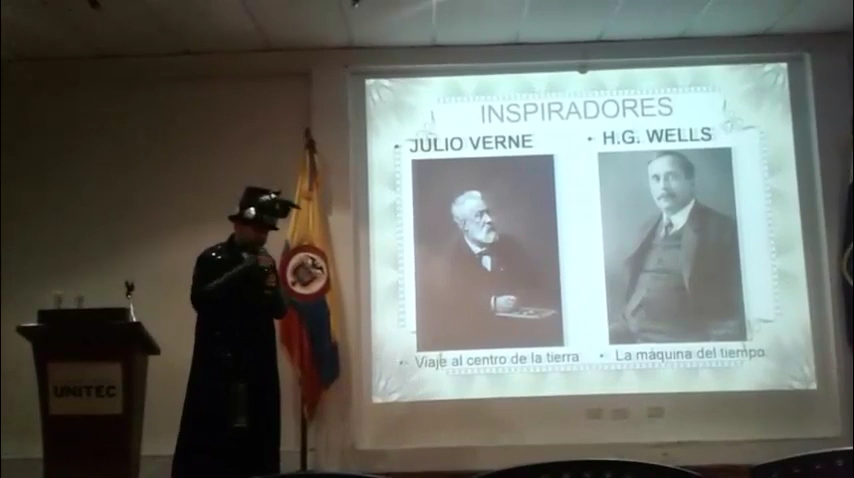 INSPIRADORES
• JULIO VERNE
• H.G. WELLS
• Viaje al centro de la tierra
• La máquina del tiempo
UNITEC